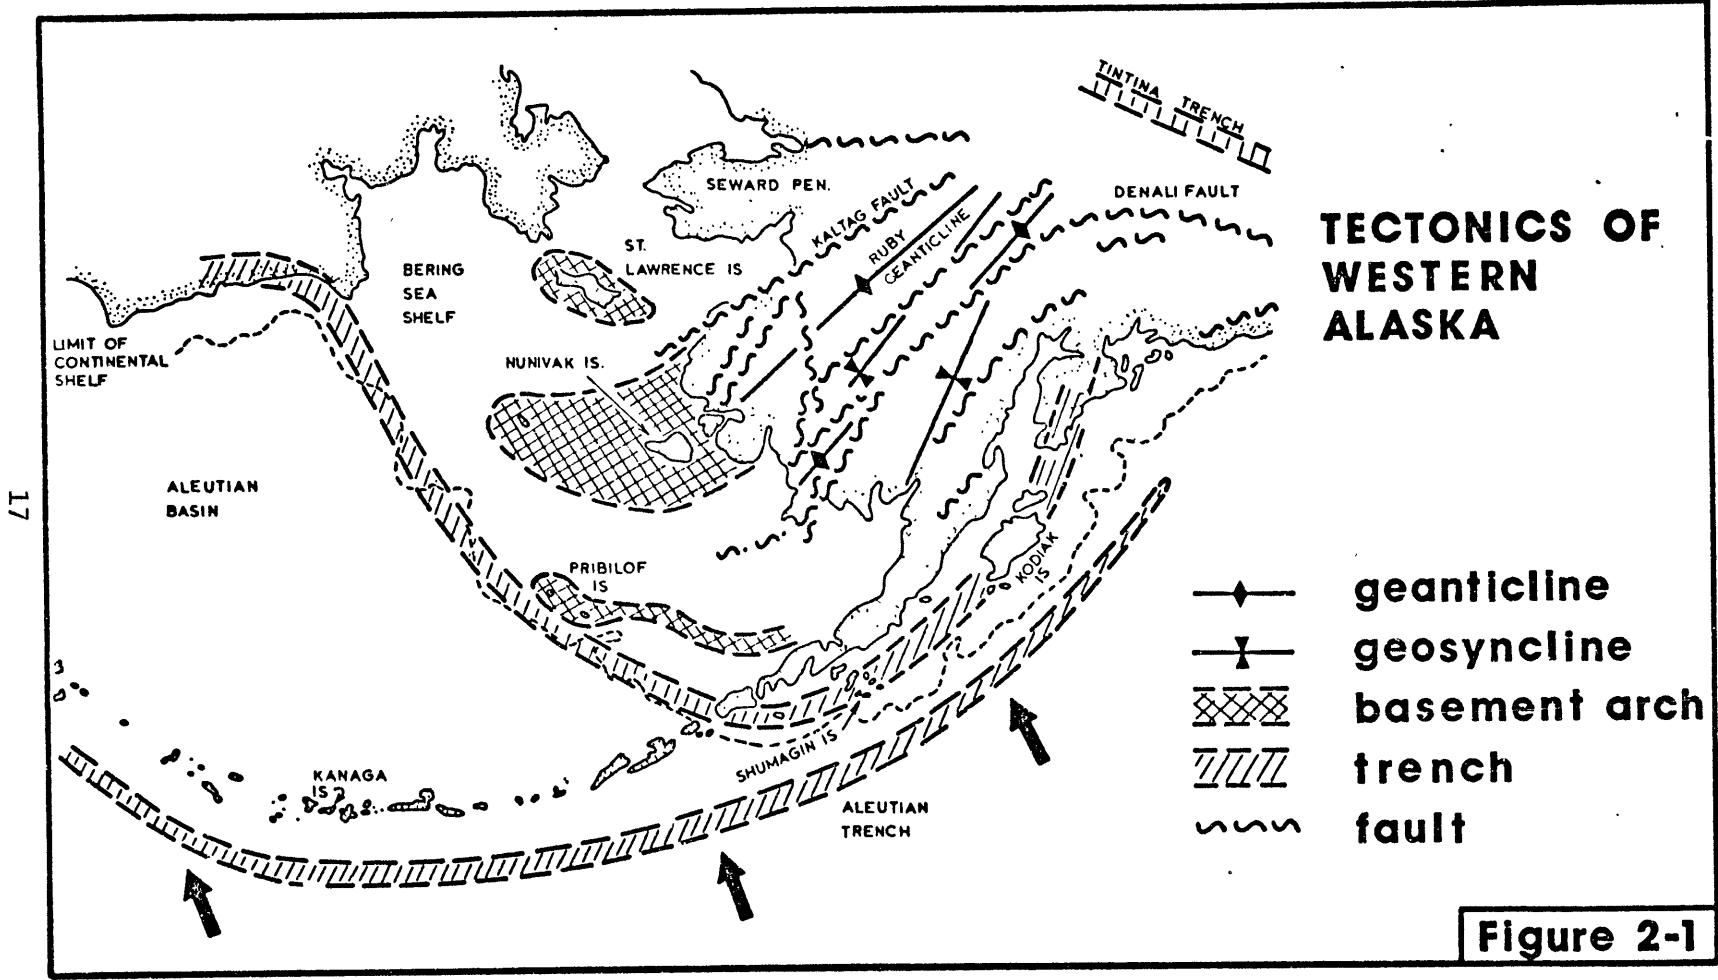 TINTINA TRENCH
SEWARD PEN.
DENALI FAULT
KALTAG FAULT
RUBY
GEANTICLINE
ST.
LAWRENCE IS
BERING
SEA
SHELF
TECTONICS OF
WESTERN
ALASKA
LIMIT OF
CONTINENTAL
SHELF
NUNIVAK IS.
ALEUTIAN
BASIN
17
PRIBILOF
IS
KODIAK
IS
geanticline
geosyncline
basement arch
trench
fault
SHUMAGIN IS
KANAGA
IS
ALEUTIAN
TRENCH
Figure 2-1